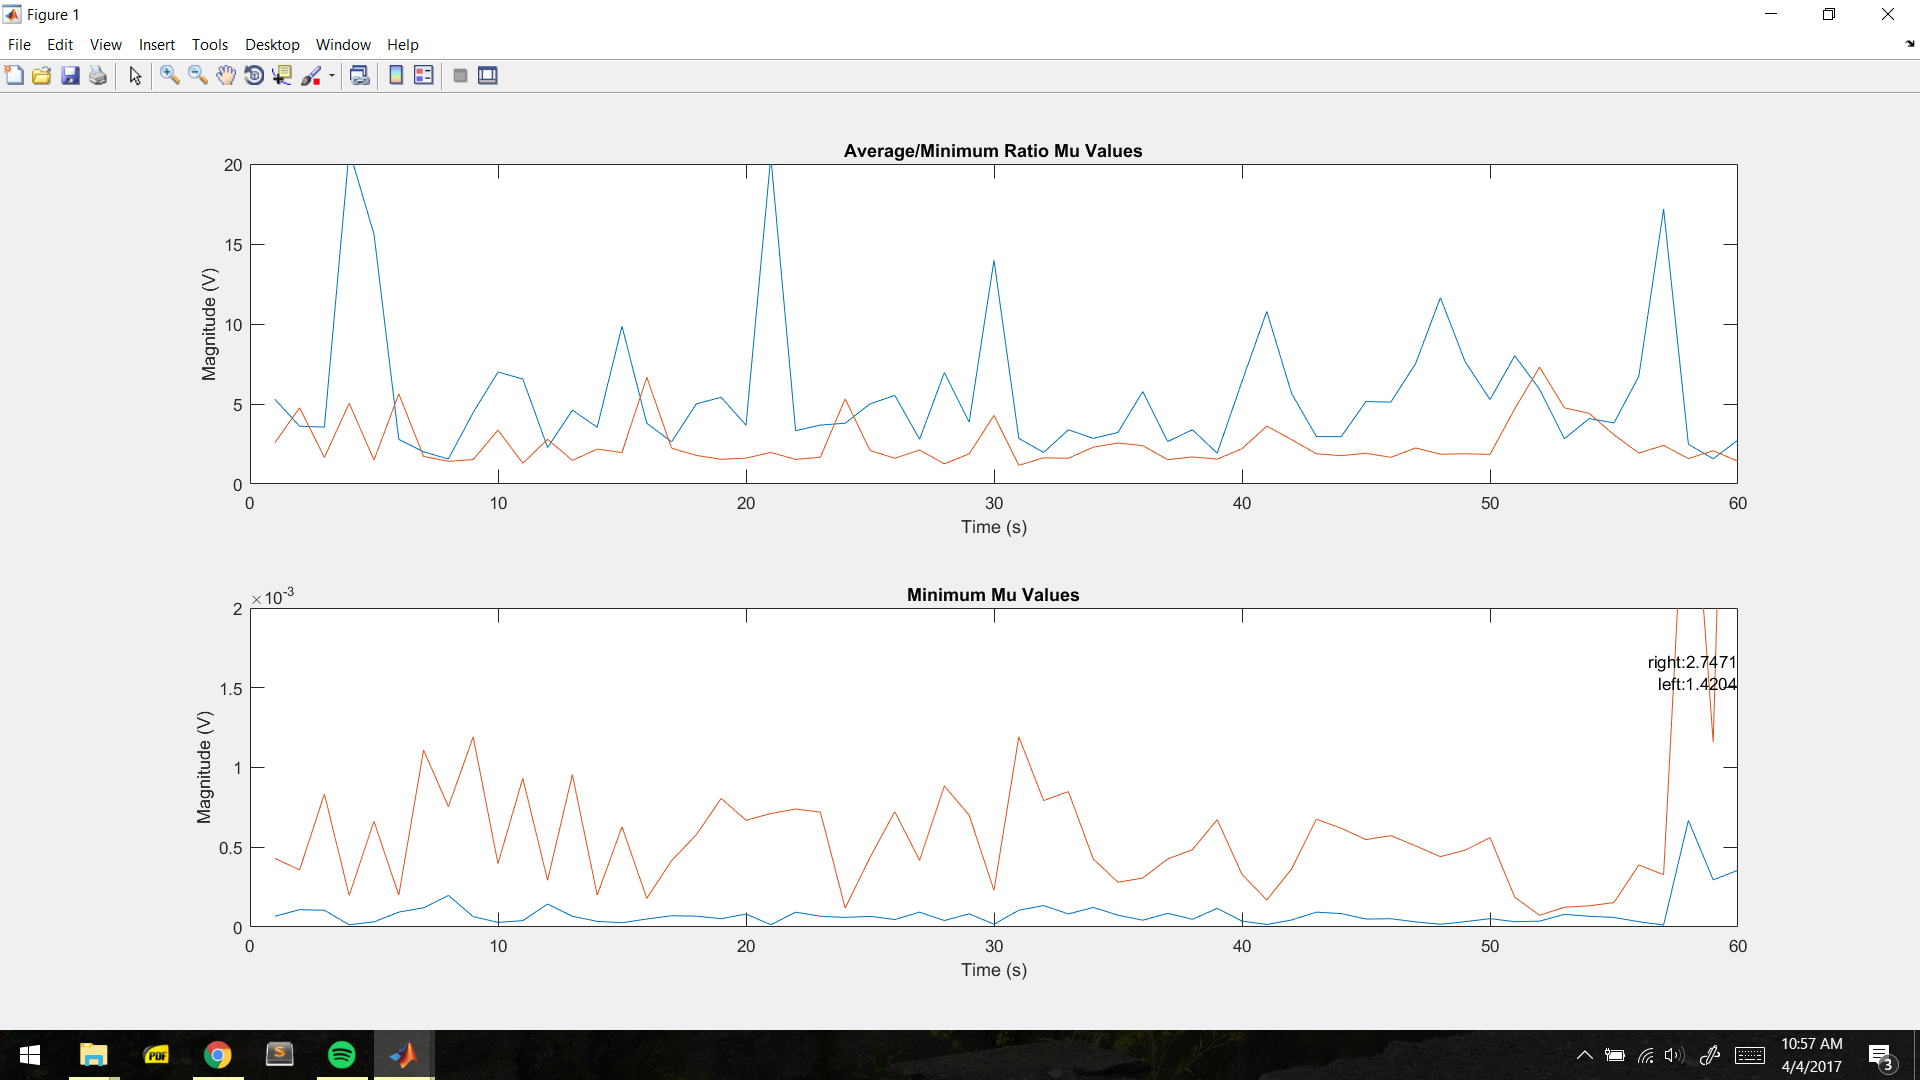 Figure 1
File Edit View Insert Tools Desktop Window Help
Average/Minimum Ratio Mu Values
20
15
10
5
0
Magnitude (V)
0 10 20 30 40 50 60
Time (s)
Minimum Mu Values
×10-3
2
1.5
1
0.5
0
Magnitude (V)
right:2.7471
left:1.4204
0 10 20 30 40 50 60
Time (s)
PDF
S
10:57 AM
4/4/2017
3